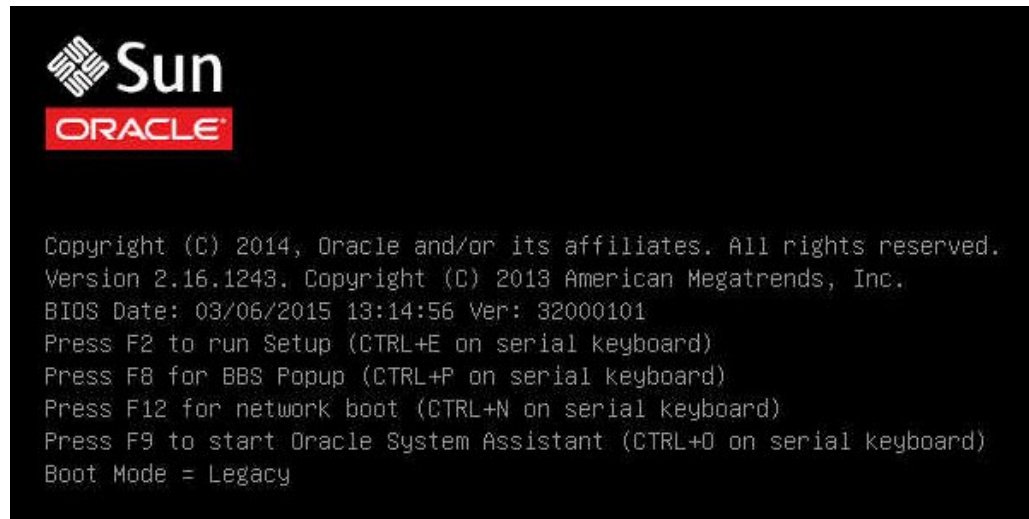 Sun
ORACLE
Copyright (C) 2014, Oracle and/or its affiliates. All rights reserved.
Version 2.16.1243. Copyright (C) 2013 American Megatrends, Inc.
BIOS Date: 03/06/2015 13:14:56 Ver: 32000101
Press F2 to run Setup (CTRL+E on serial keyboard)
Press F8 for BBS Popup (CTRL+P on serial keyboard)
Press F12 for network boot (CTRL+N on serial keyboard)
Press F9 to start Oracle System Assistant (CTRL+O on serial keyboard)
Boot Mode = Legacy